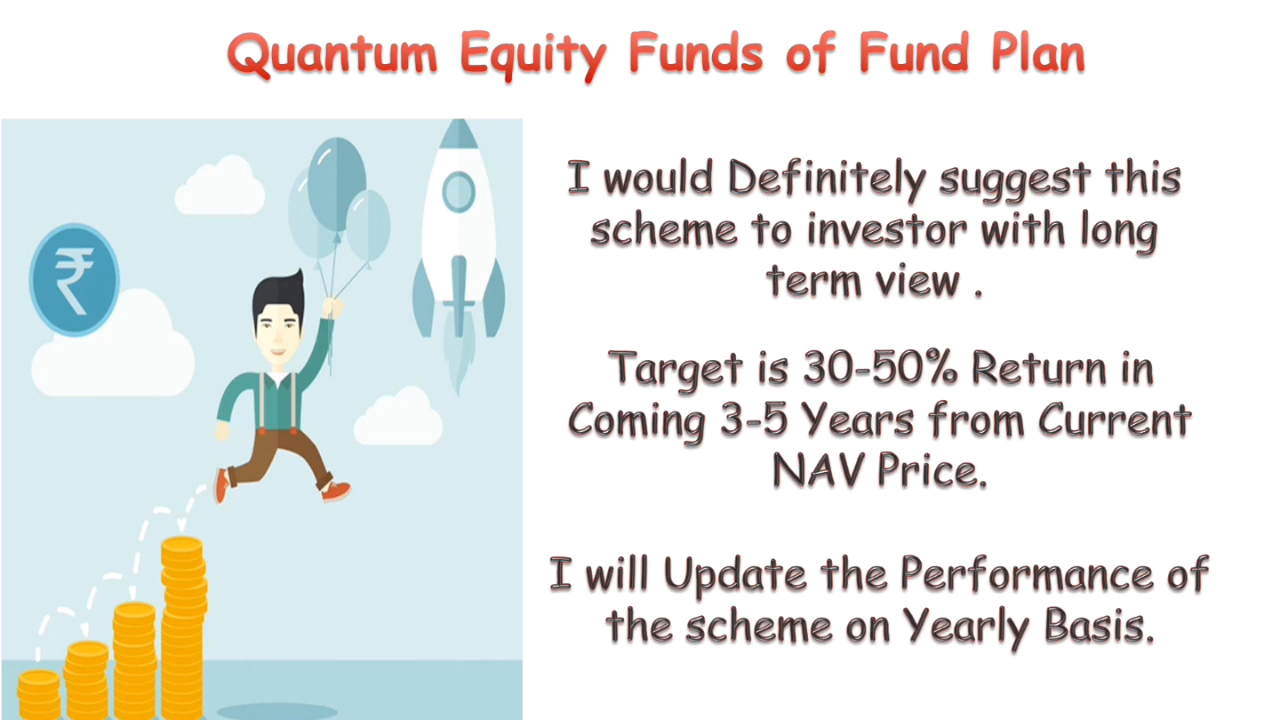 Quantum Equity Funds of Fund Plan
₹
I would Definitely suggest this
scheme to investor with long
term view .
Target is 30-50% Return in
Coming 3-5 Years from Current
NAV Price.
I will Update the Performance of
the scheme on Yearly Basis.